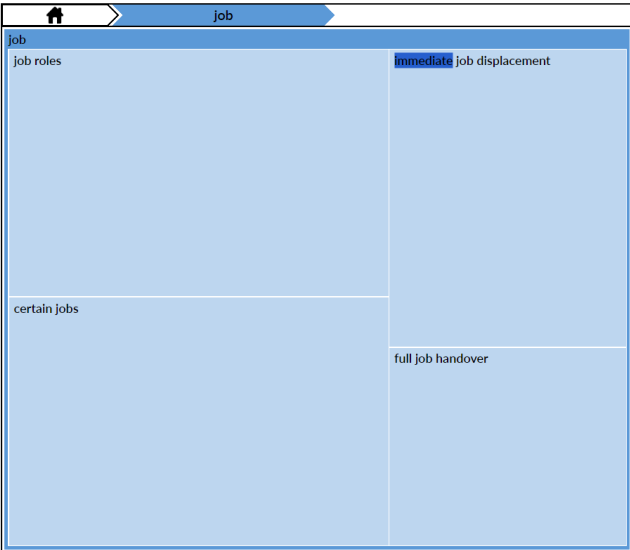 job
job
job roles
immediate job displacement
certain jobs
full job handover